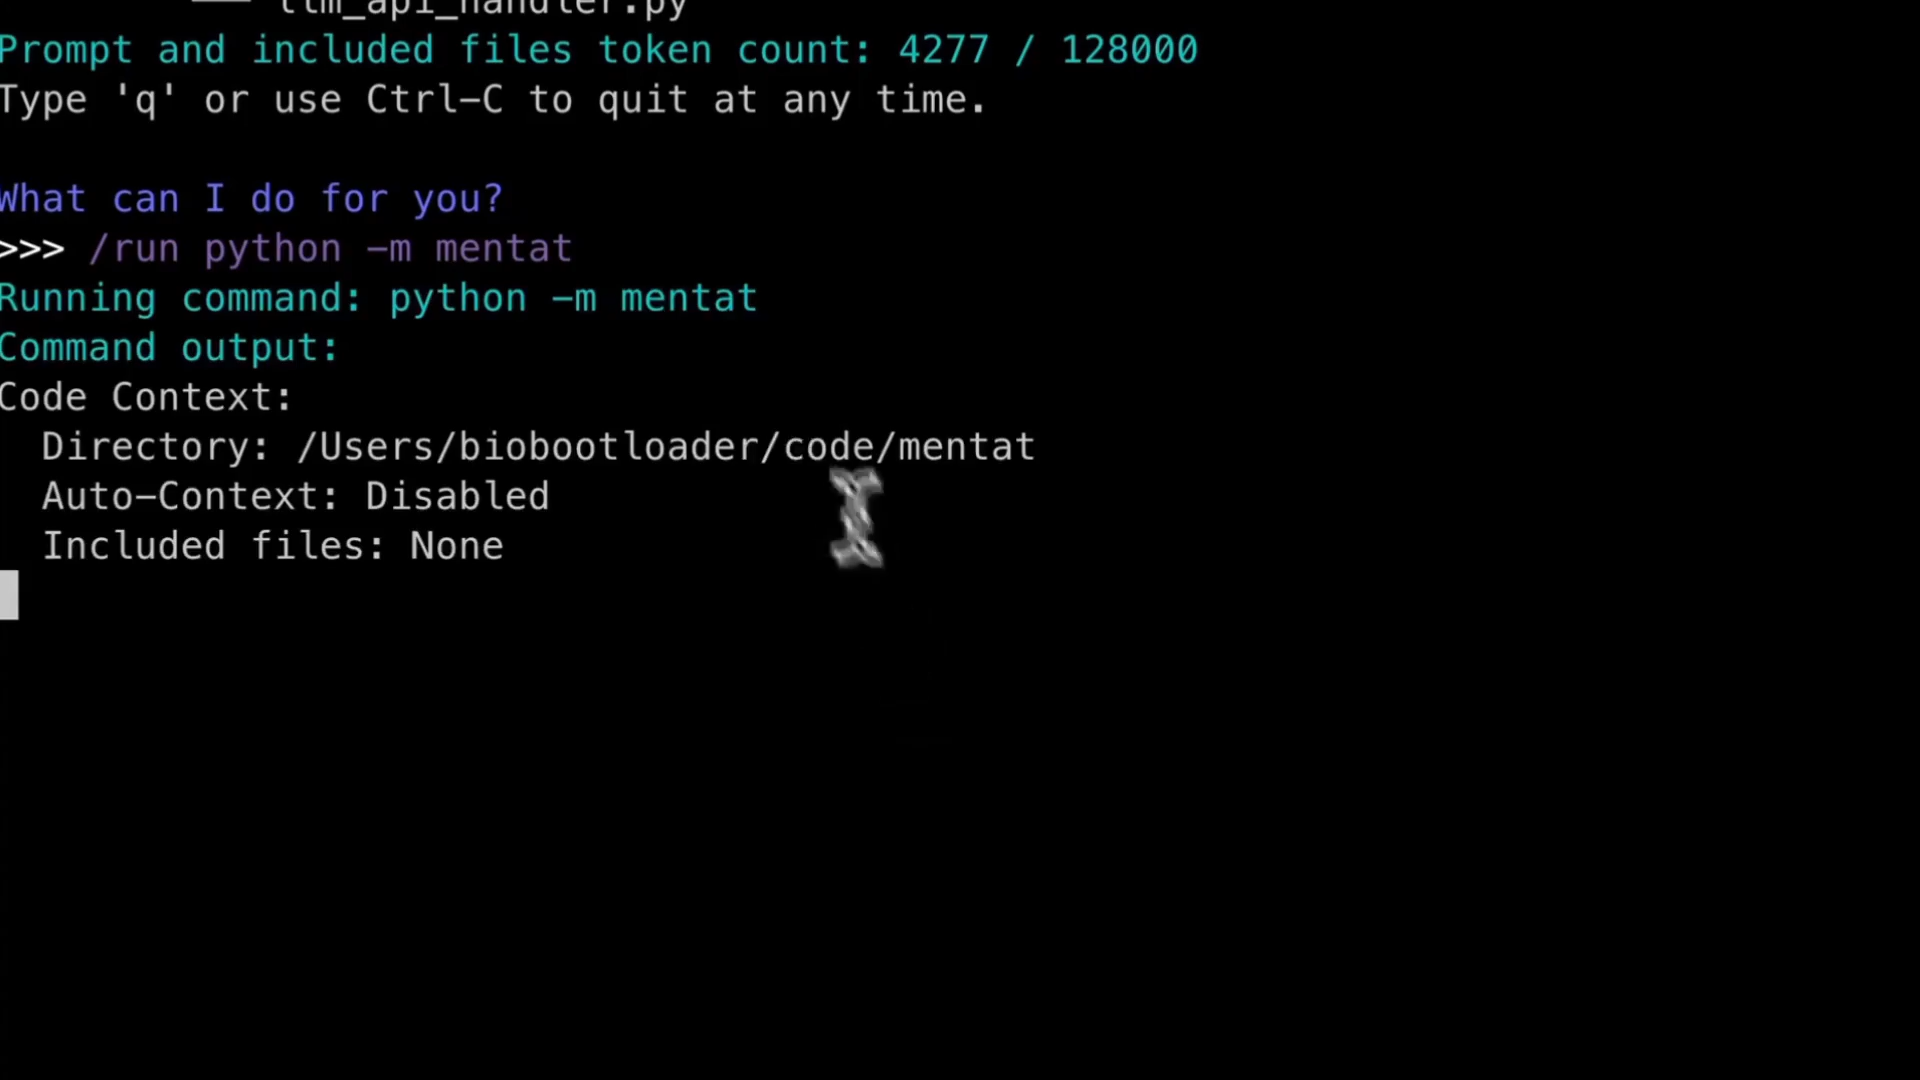 llm_api_handler.py
Prompt and included files token count: 4277 / 128000
Type 'q' or use Ctrl-C to quit at any time.
What can I do for you?
>>> /run python -m mentat
Running command: python -m mentat
Command output:
Code Context:
Directory: /Users/biobootloader/code/mentat
Auto-Context: Disabled
Included files: None